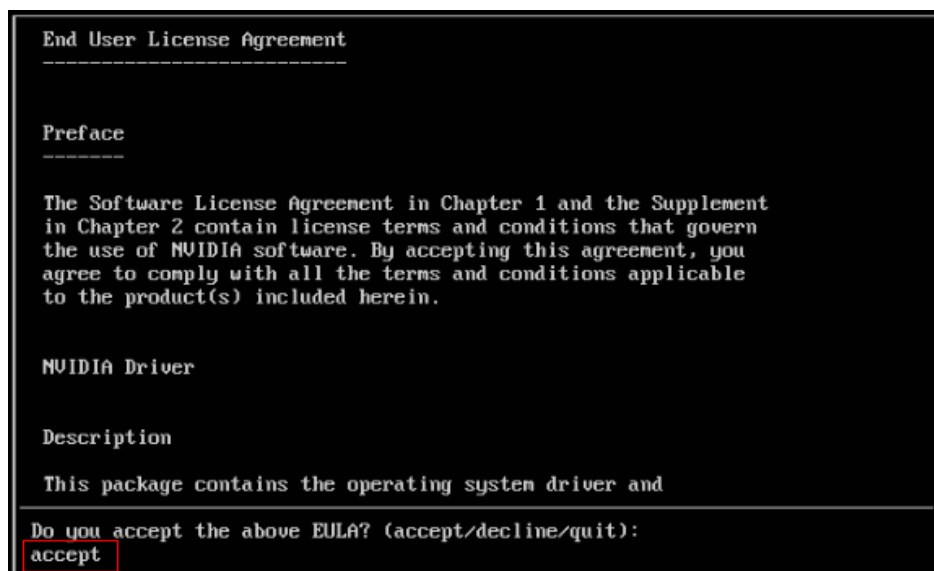 End User License Agreement
--------------------------
Preface
-------
The Software License Agreement in Chapter 1 and the Supplement
in Chapter 2 contain license terms and conditions that govern
the use of NVIDIA software. By accepting this agreement, you
agree to comply with all the terms and conditions applicable
to the product(s) included herein.
NVIDIA Driver
Description
This package contains the operating system driver and
Do you accept the above EULA? (accept/decline/quit):
accept